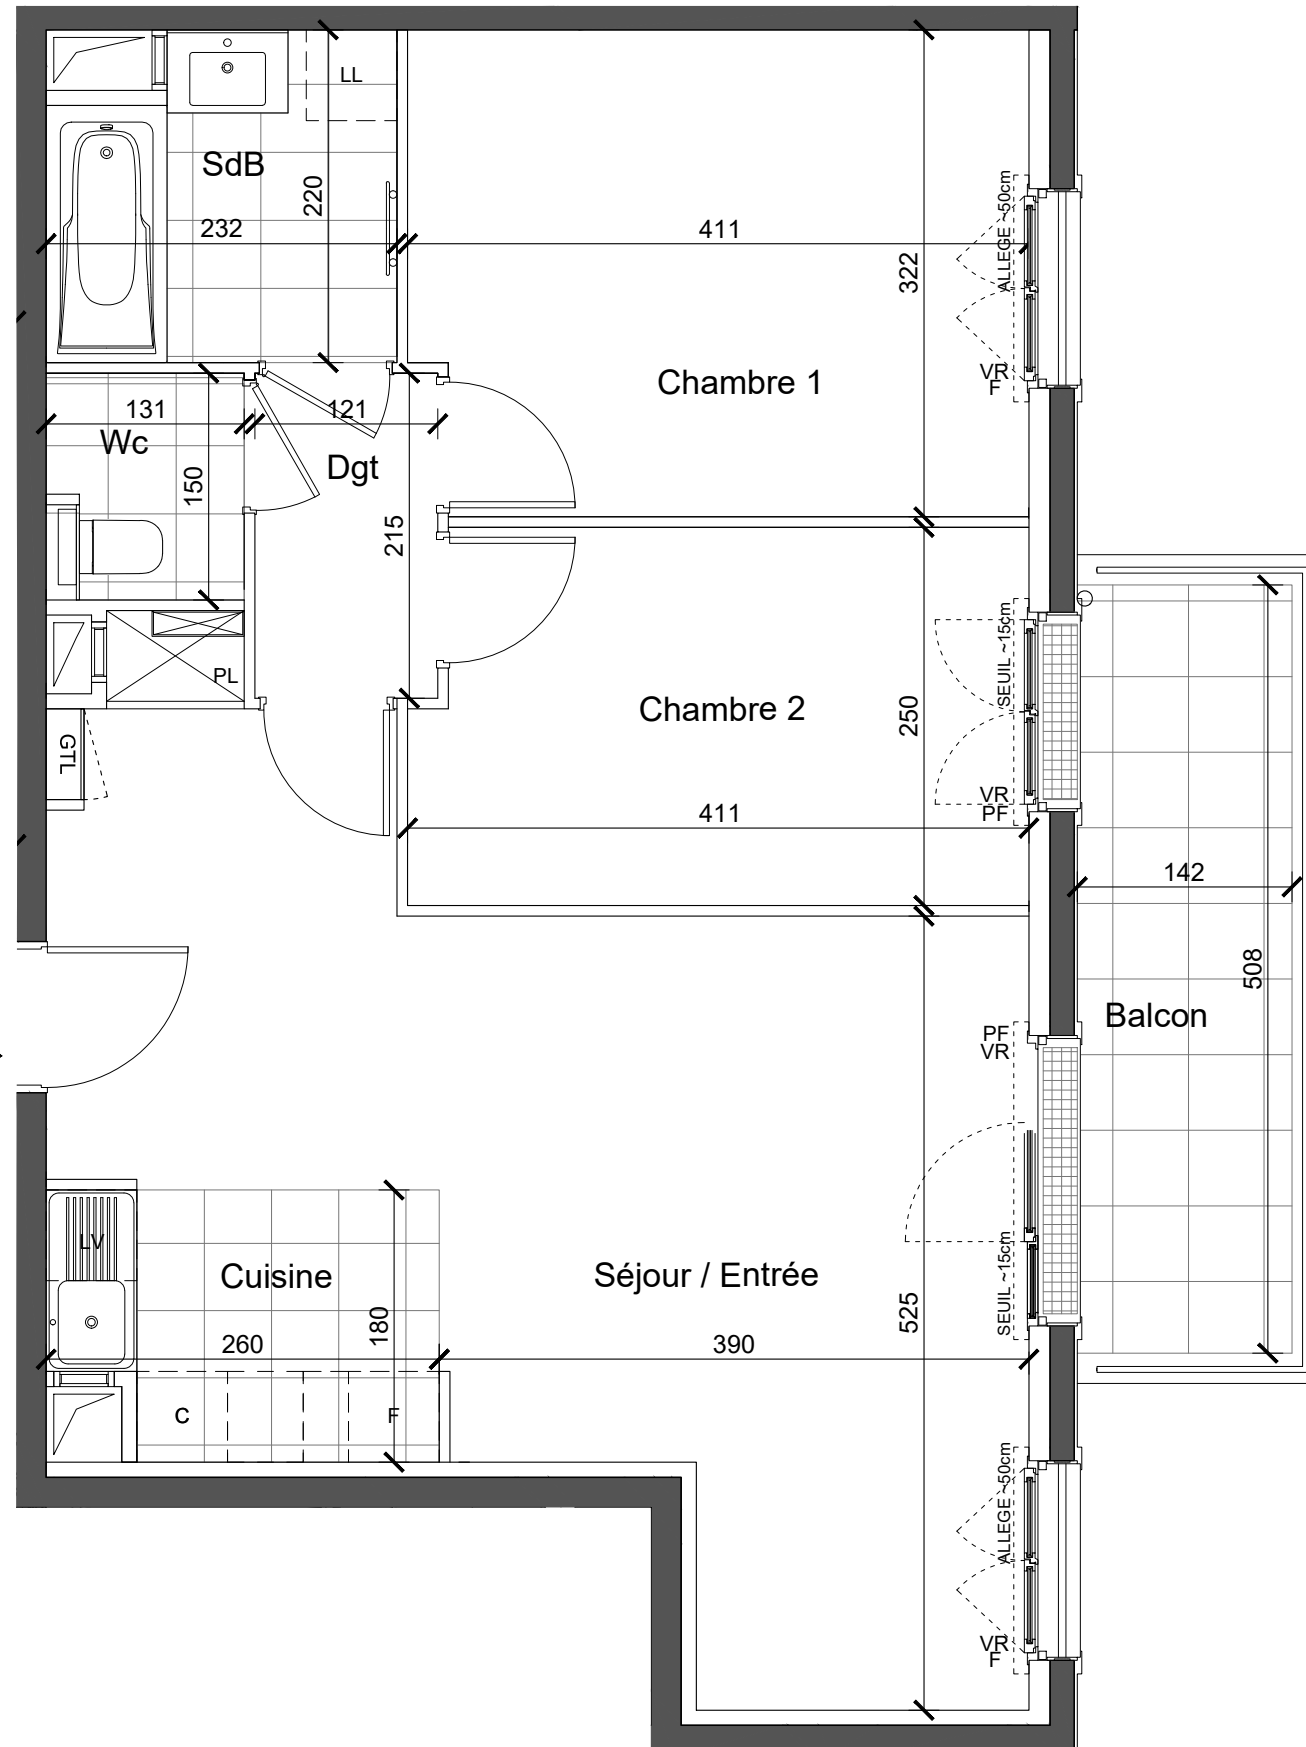 LL
SdB
220
232
411
322
ALLEGE ~50cm
VR
F
Chambre 1
131
121
Wc
Dgt
150
215
PL
GTL
Chambre 2
250
411
SEUIL ~15cm
VR
PF
142
508
Balcon
PF
VR
SEUIL ~15cm
LV
Cuisine
Séjour / Entrée
180
525
260
390
C
F
ALLEGE ~50cm
VR
F